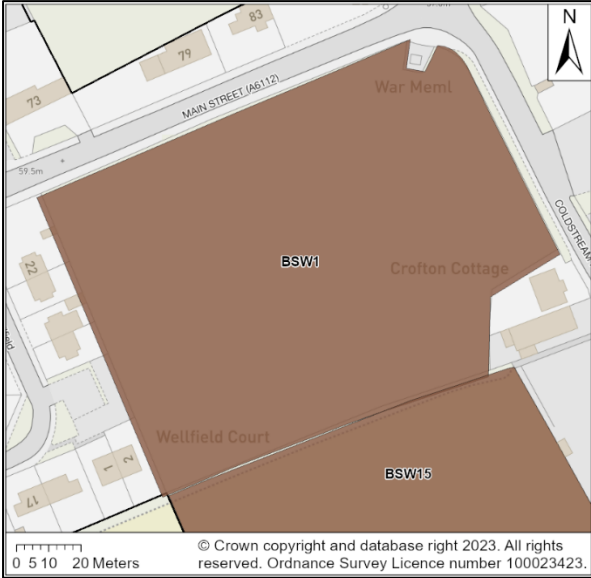 83
N
79
War Meml
73
MAIN STREET (A6112)
59.5m
COLDSTREAM
BSW1
Crofton Cottage
22
Wellfield Court
1
2
BSW15
17
0 5 10 20 Meters
© Crown copyright and database right 2023. All rights
reserved. Ordnance Survey Licence number 100023423.